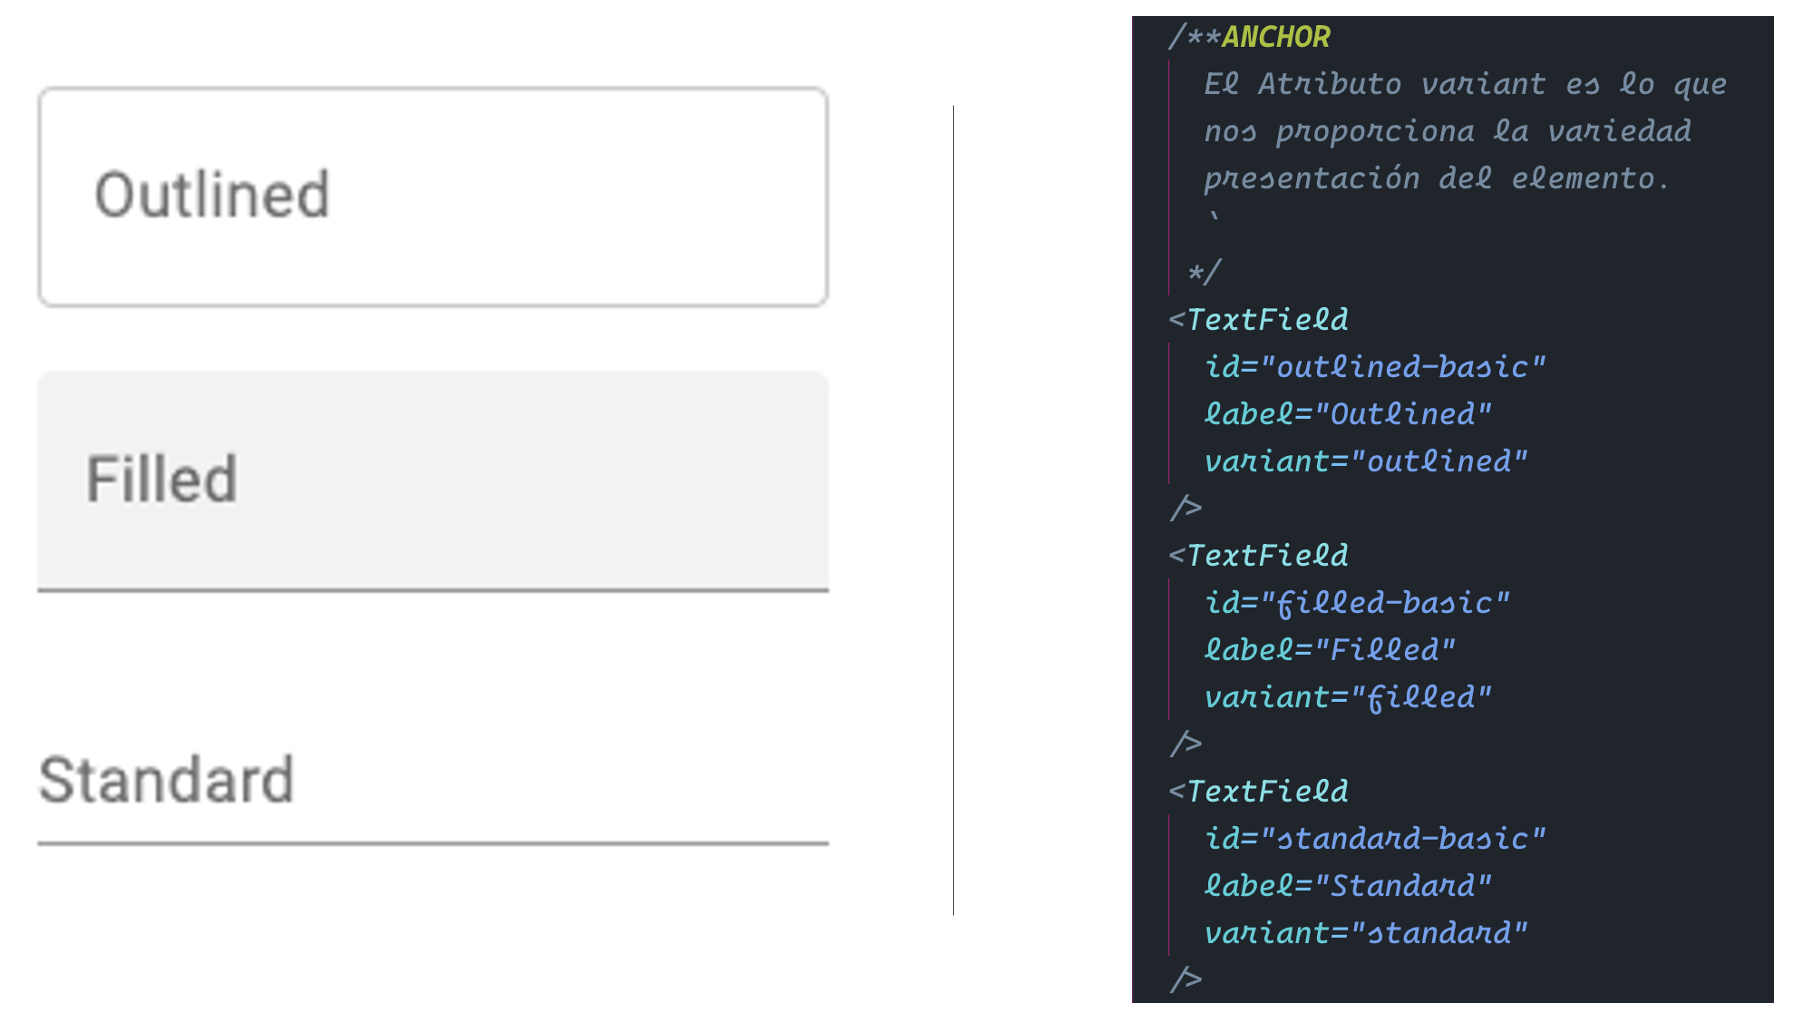 Outlined
Filled
Standard
/**ANCHOR
El Atributo variant es lo que
nos proporciona la variedad
presentación del elemento.
`
*/
<TextField
id="outlined-basic"
label="Outlined"
variant="outlined"
/>
<TextField
id="filled-basic"
label="Filled"
variant="filled"
/>
<TextField
id="standard-basic"
label="Standard"
variant="standard"
/>